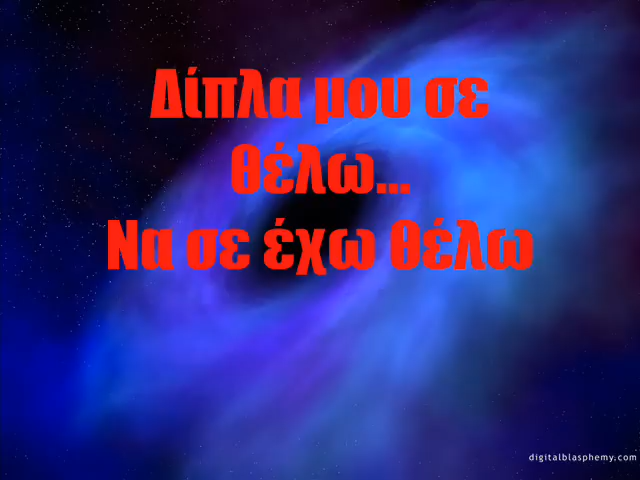 Δίπλα μου σε
θέλω...
Να σε έχω θέλω
digitalblasphemy.com